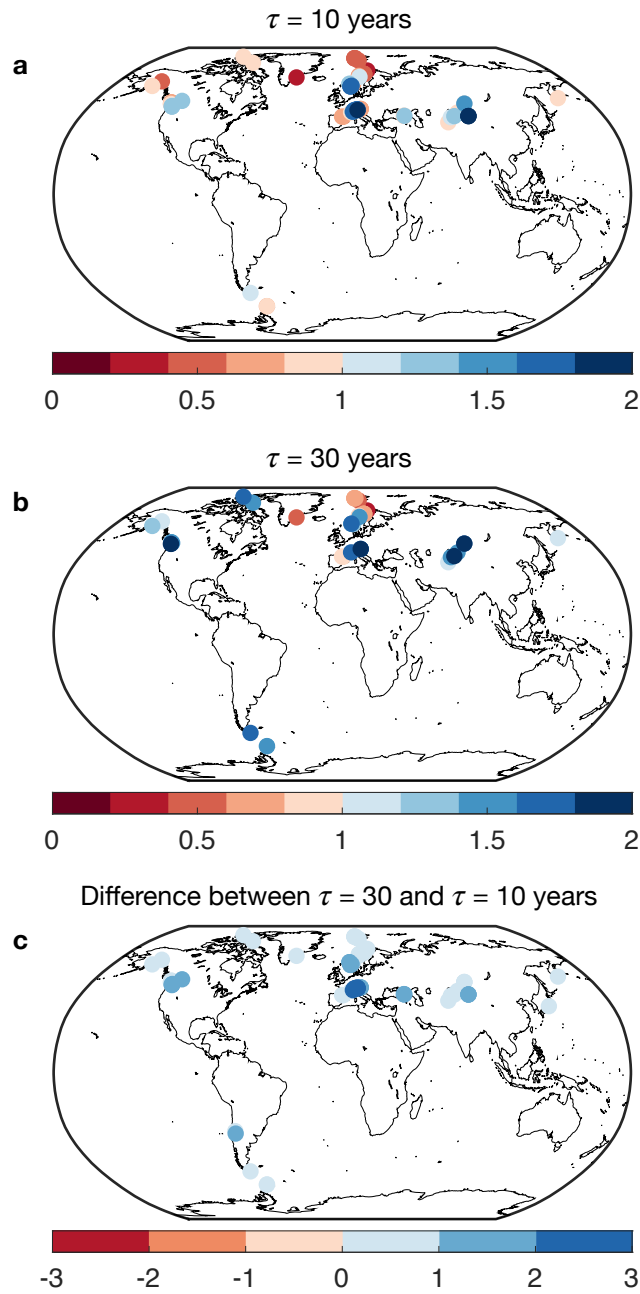 τ = 10 years
a
0 0.5 1 1.5 2
τ = 30 years
b
0 0.5 1 1.5 2
Difference between τ = 30 and τ = 10 years
c
-3 -2 -1 0 1 2 3